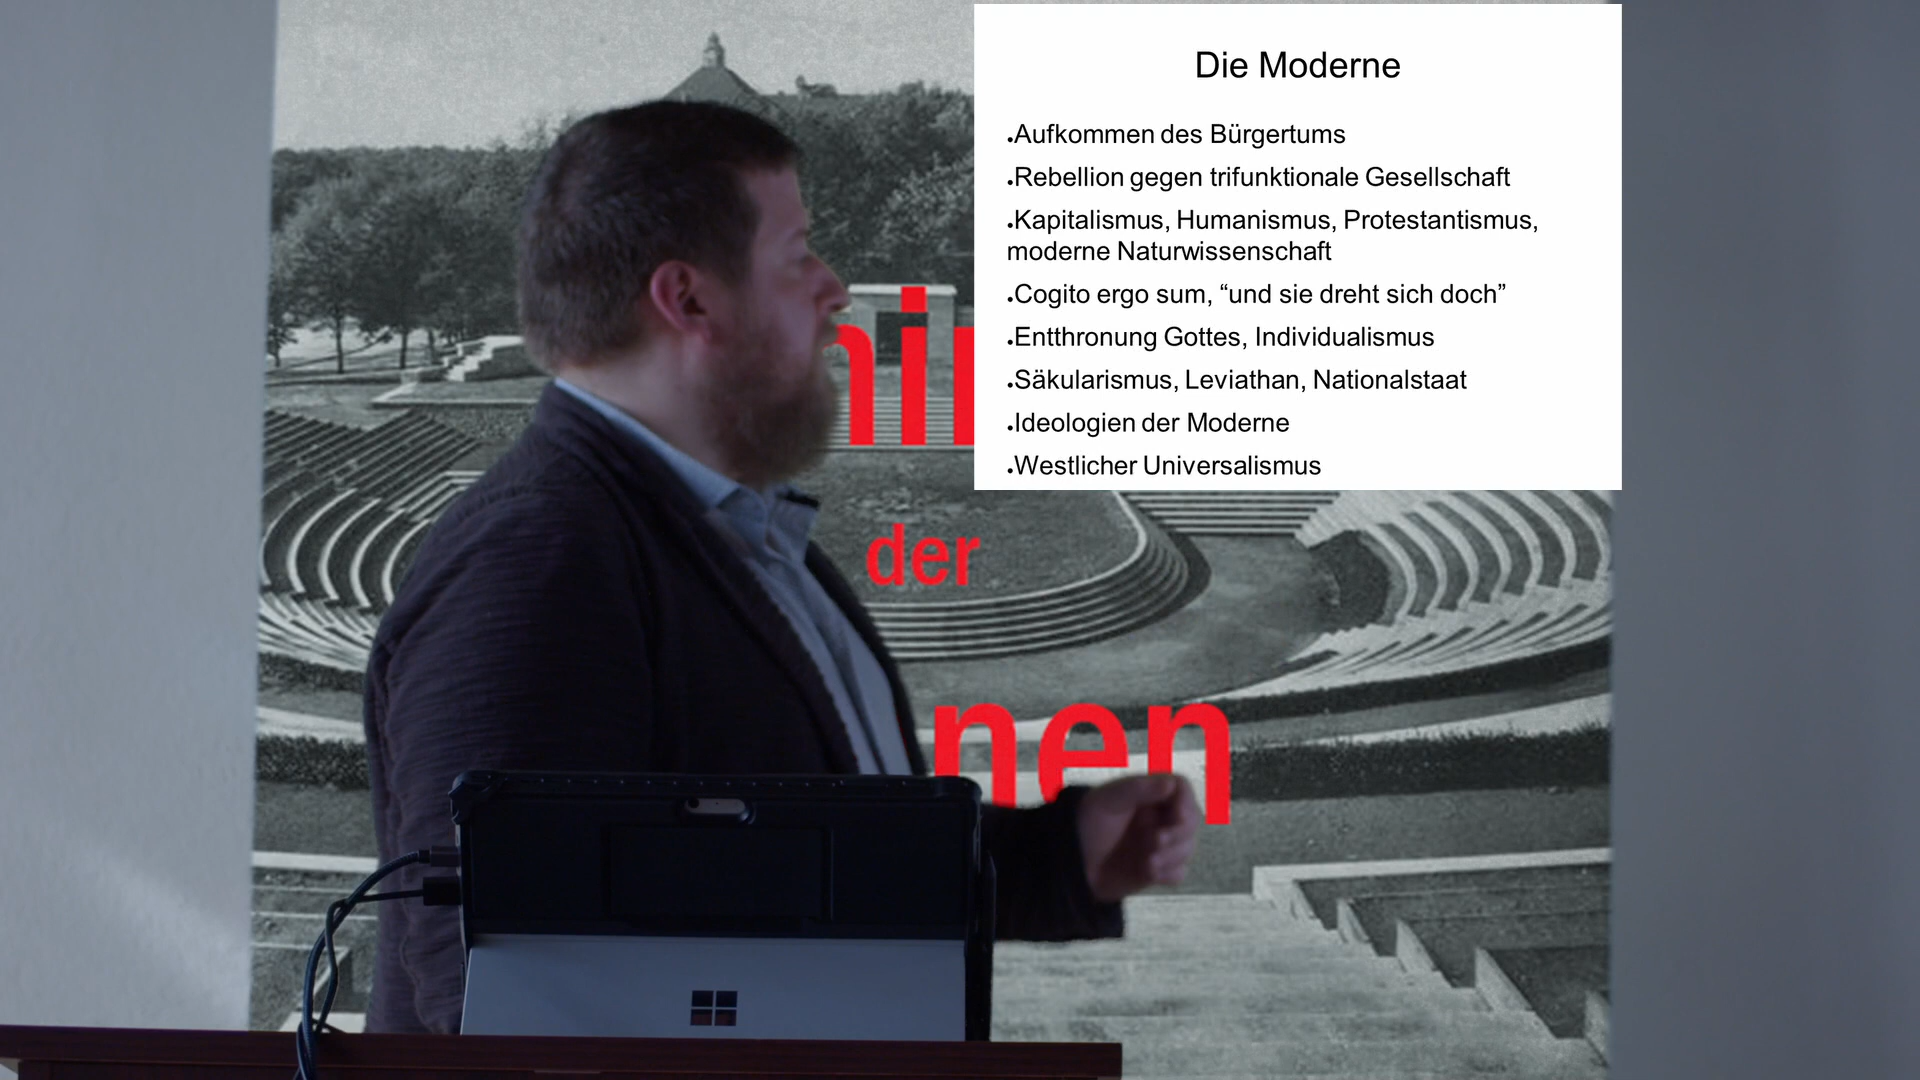 Die Moderne
•Aufkommen des Bürgertums
•Rebellion gegen trifunktionale Gesellschaft
•Kapitalismus, Humanismus, Protestantismus,
moderne Naturwissenschaft
•Cogito ergo sum, “und sie dreht sich doch”
•Entthronung Gottes, Individualismus
•Säkularismus, Leviathan, Nationalstaat
•Ideologien der Moderne
•Westlicher Universalismus
der